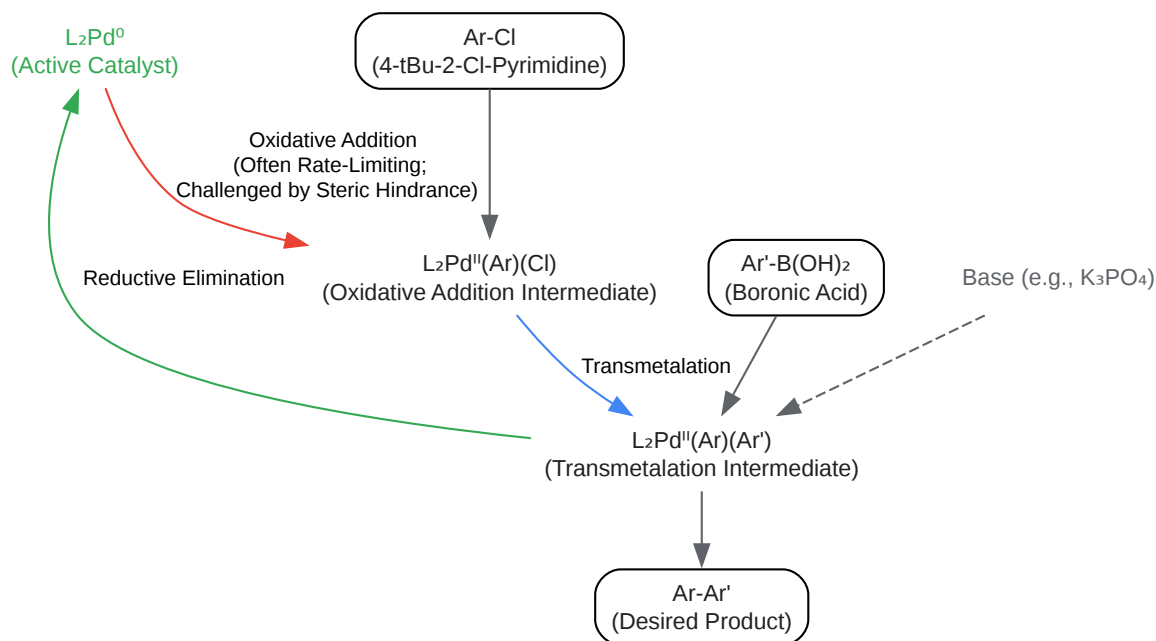 L₂Pd⁰
(Active Catalyst)
Ar-Cl
(4-tBu-2-Cl-Pyrimidine)
Oxidative Addition
(Often Rate-Limiting;
Challenged by Steric Hindrance)
L₂Pdᴵᴵ(Ar)(Cl)
(Oxidative Addition Intermediate)
Reductive Elimination
Ar'-B(OH)₂
(Boronic Acid)
Base (e.g., K₃PO₄)
Transmetalation
L₂Pdᴵᴵ(Ar)(Ar')
(Transmetalation Intermediate)
Ar-Ar'
(Desired Product)